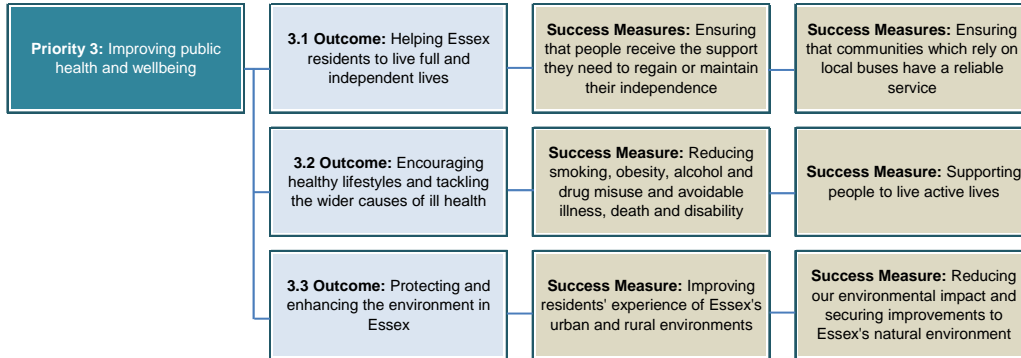 Priority 3: Improving public
health and wellbeing
3.1 Outcome: Helping Essex
residents to live full and
independent lives
Success Measures: Ensuring
that people receive the support
they need to regain or maintain
their independence
Success Measures: Ensuring
that communities which rely on
local buses have a reliable
service
3.2 Outcome: Encouraging
healthy lifestyles and tackling
the wider causes of ill health
Success Measure: Reducing
smoking, obesity, alcohol and
drug misuse and avoidable
illness, death and disability
Success Measure: Supporting
people to live active lives
3.3 Outcome: Protecting and
enhancing the environment in
Essex
Success Measure: Improving
residents' experience of Essex's
urban and rural environments
Success Measure: Reducing
our environmental impact and
securing improvements to
Essex's natural environment